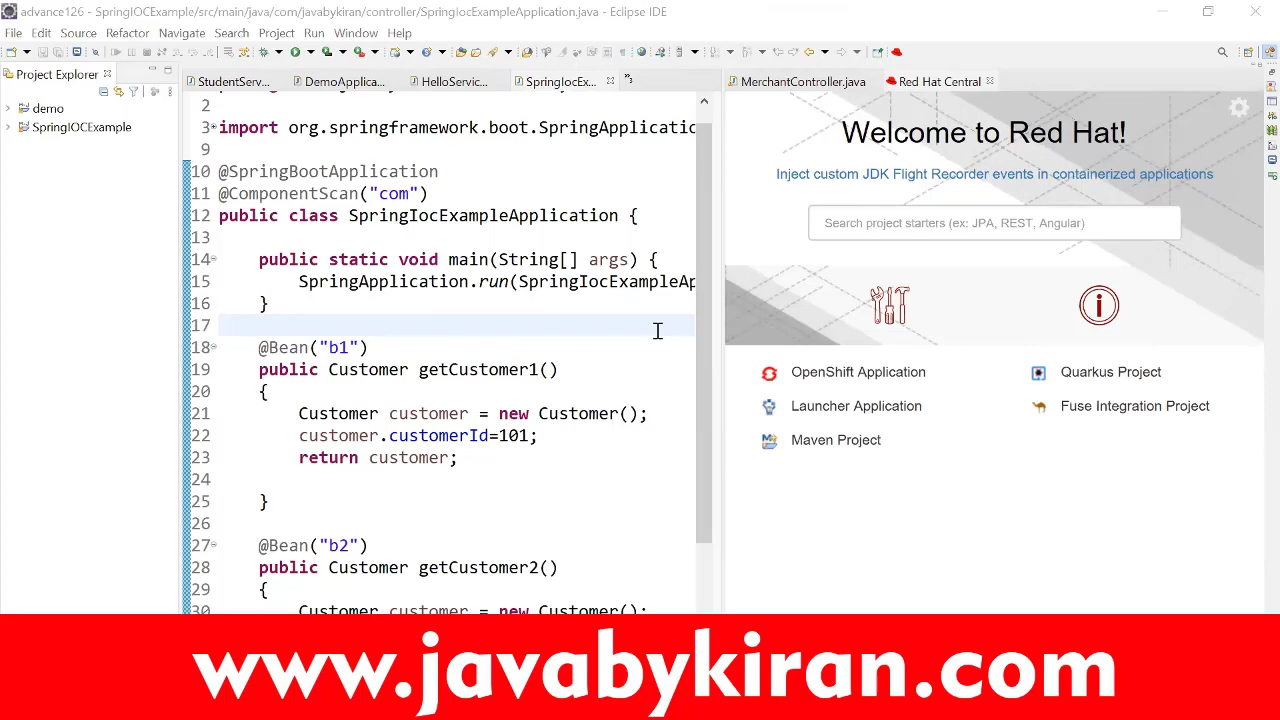 advance126 - SpringIOCExample/src/main/java/com/javabykiran/controller/SpringIocExampleApplication.java - Eclipse IDE
File Edit Source Refactor Navigate Search Project Run Window Help
Project Explorer
demo
SpringIOCExample
StudentServ... DemoApplica... HelloServic... SpringIocEx...
2
3 import org.springframework.boot.SpringApplicatio
9
10 @SpringBootApplication
11 @ComponentScan("com")
12 public class SpringIocExampleApplication {
13
14 public static void main(String[] args) {
15 SpringApplication.run(SpringIocExampleAp
16 }
17
18 @Bean("b1")
19 public Customer getCustomer1()
20 {
21 Customer customer = new Customer();
22 customer.customerId=101;
23 return customer;
24
25 }
26
27 @Bean("b2")
28 public Customer getCustomer2()
29 {
30 Customer customer = new Customer();
MerchantController.java Red Hat Central
Welcome to Red Hat!
Inject custom JDK Flight Recorder events in containerized applications
Search project starters (ex: JPA, REST, Angular)
OpenShift Application Quarkus Project
Launcher Application Fuse Integration Project
Maven Project
www.javabykiran.com